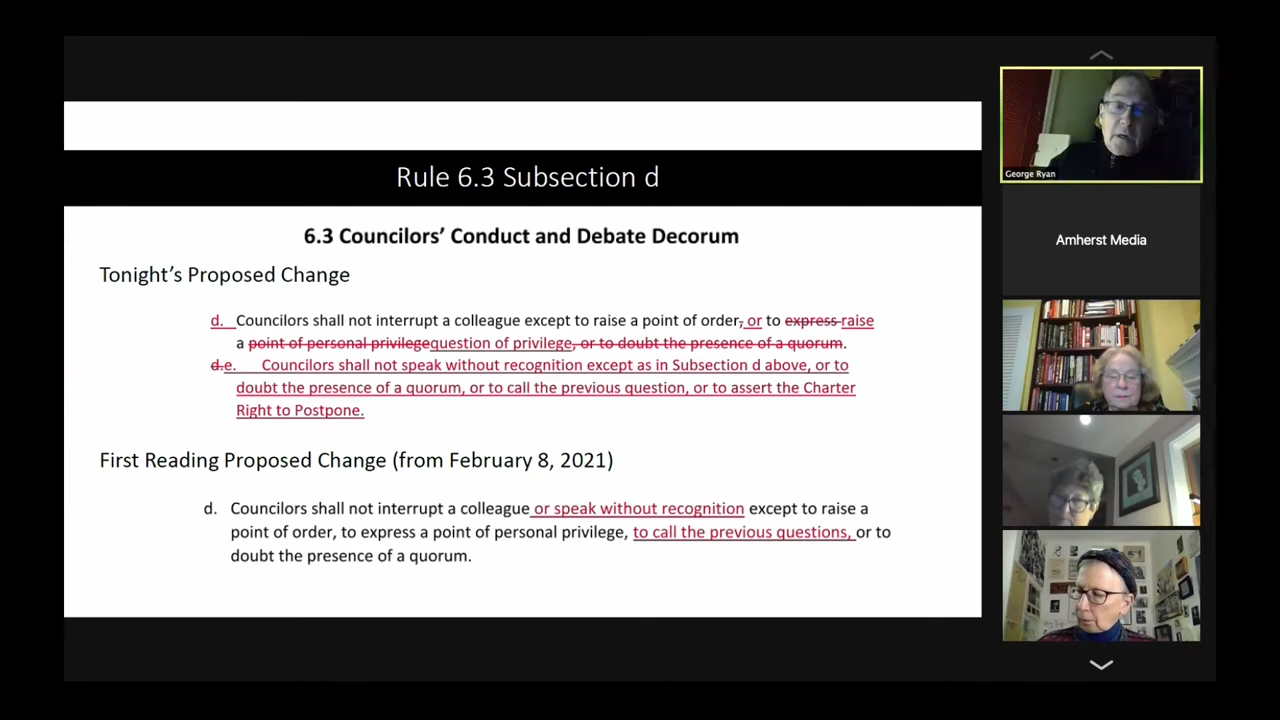 Rule 6.3 Subsection d
6.3 Councilors' Conduct and Debate Decorum
Tonight's Proposed Change
d. Councilors shall not interrupt a colleague except to raise a point of order, or to express raise
a point of personal privilegequestion of privilege, or to doubt the presence of a quorum.
d.e. Councilors shall not speak without recognition except as in Subsection d above, or to
doubt the presence of a quorum, or to call the previous question, or to assert the Charter
Right to Postpone.
First Reading Proposed Change (from February 8, 2021)
d. Councilors shall not interrupt a colleague or speak without recognition except to raise a
point of order, to express a point of personal privilege, to call the previous questions, or to
doubt the presence of a quorum.
George Ryan
Amherst Media